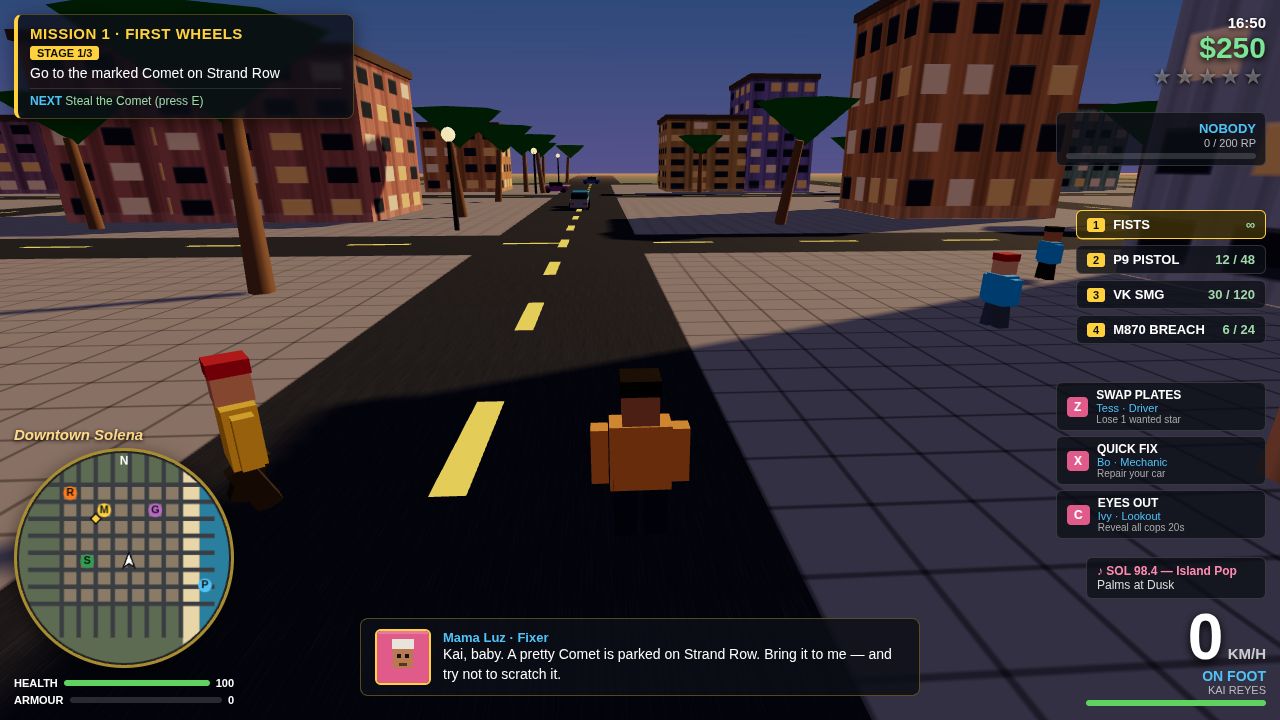 MISSION 1 · FIRST WHEELS
STAGE 1/3
Go to the marked Comet on Strand Row
NEXT Steal the Comet (press E)
16:50
$250
NOBODY
0 / 200 RP
1 FISTS ∞
2 P9 PISTOL 12 / 48
3 VK SMG 30 / 120
4 M870 BREACH 6 / 24
Z SWAP PLATES
Tess · Driver
Lose 1 wanted star
X QUICK FIX
Bo · Mechanic
Repair your car
C EYES OUT
Ivy · Lookout
Reveal all cops 20s
♪ SOL 98.4 — Island Pop
Palms at Dusk
0 KM/H
ON FOOT
KAI REYES
Downtown Solena
N
R
M
G
S
P
HEALTH 100
ARMOUR 0
Mama Luz · Fixer
Kai, baby. A pretty Comet is parked on Strand Row. Bring it to me — and
try not to scratch it.